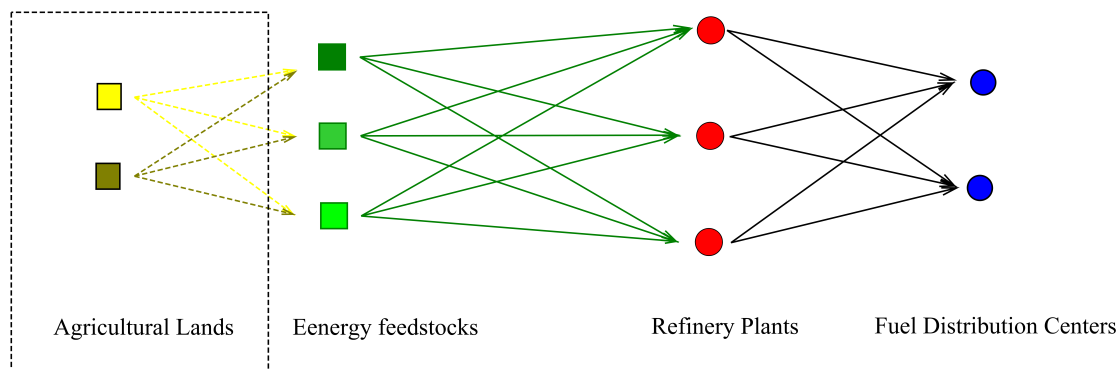 Agricultural Lands
Eenergy feedstocks
Refinery Plants
Fuel Distribution Centers